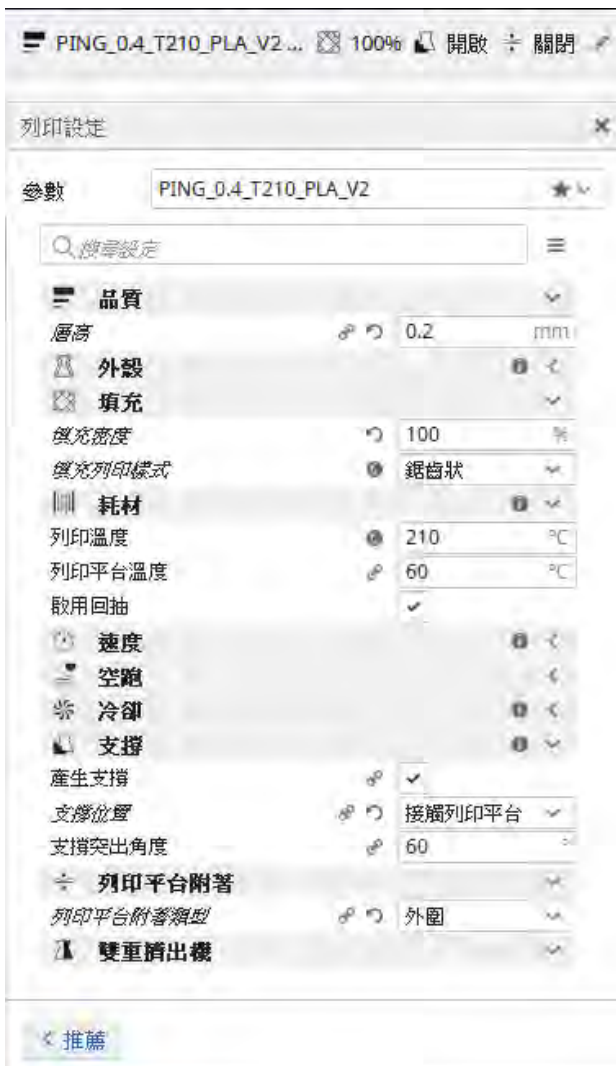 PING_0.4_T210_PLA_V2 ... 100% 開啟 關閉
列印設定
參數 PING_0.4_T210_PLA_V2
搜尋設定
品質
層高 0.2 mm
外殼
填充
填充密度 100 %
填充列印樣式 鋸齒狀
耗材
列印溫度 210 °C
列印平台溫度 60 °C
啟用回抽
速度
空跑
冷卻
支撐
產生支撐
支撐位置 接觸列印平台
支撐突出角度 60 °
列印平台附著
列印平台附著類型 外圍
雙重擠出機
< 推薦